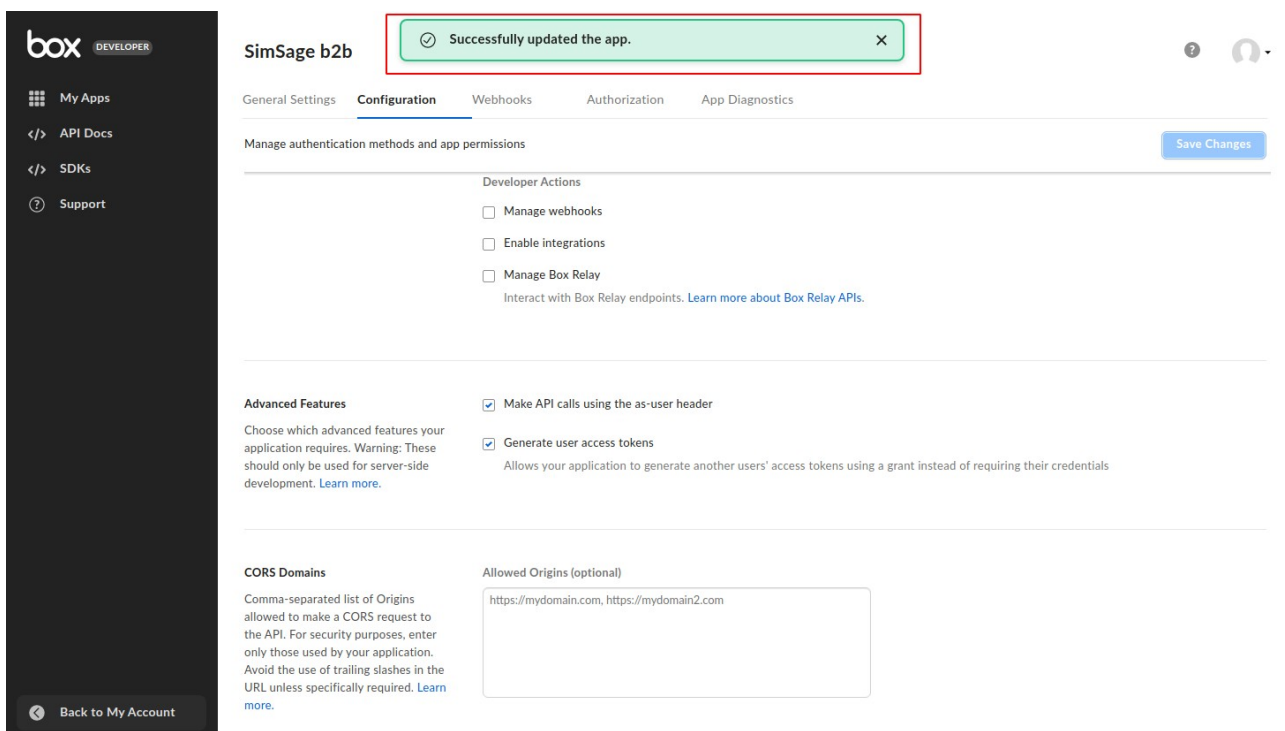 box DEVELOPER
My Apps
</> API Docs
</> SDKs
Support
Back to My Account
SimSage b2b
Successfully updated the app.
General Settings Configuration Webhooks Authorization App Diagnostics
Manage authentication methods and app permissions
Save Changes
Developer Actions
Manage webhooks
Enable integrations
Manage Box Relay
Interact with Box Relay endpoints. Learn more about Box Relay APIs.
Advanced Features
Choose which advanced features your
application requires. Warning: These
should only be used for server-side
development. Learn more.
Make API calls using the as-user header
Generate user access tokens
Allows your application to generate another users' access tokens using a grant instead of requiring their credentials
CORS Domains
Comma-separated list of Origins
allowed to make a CORS request to
the API. For security purposes, enter
only those used by your application.
Avoid the use of trailing slashes in the
URL unless specifically required. Learn
more.
Allowed Origins (optional)
https://mydomain.com, https://mydomain2.com